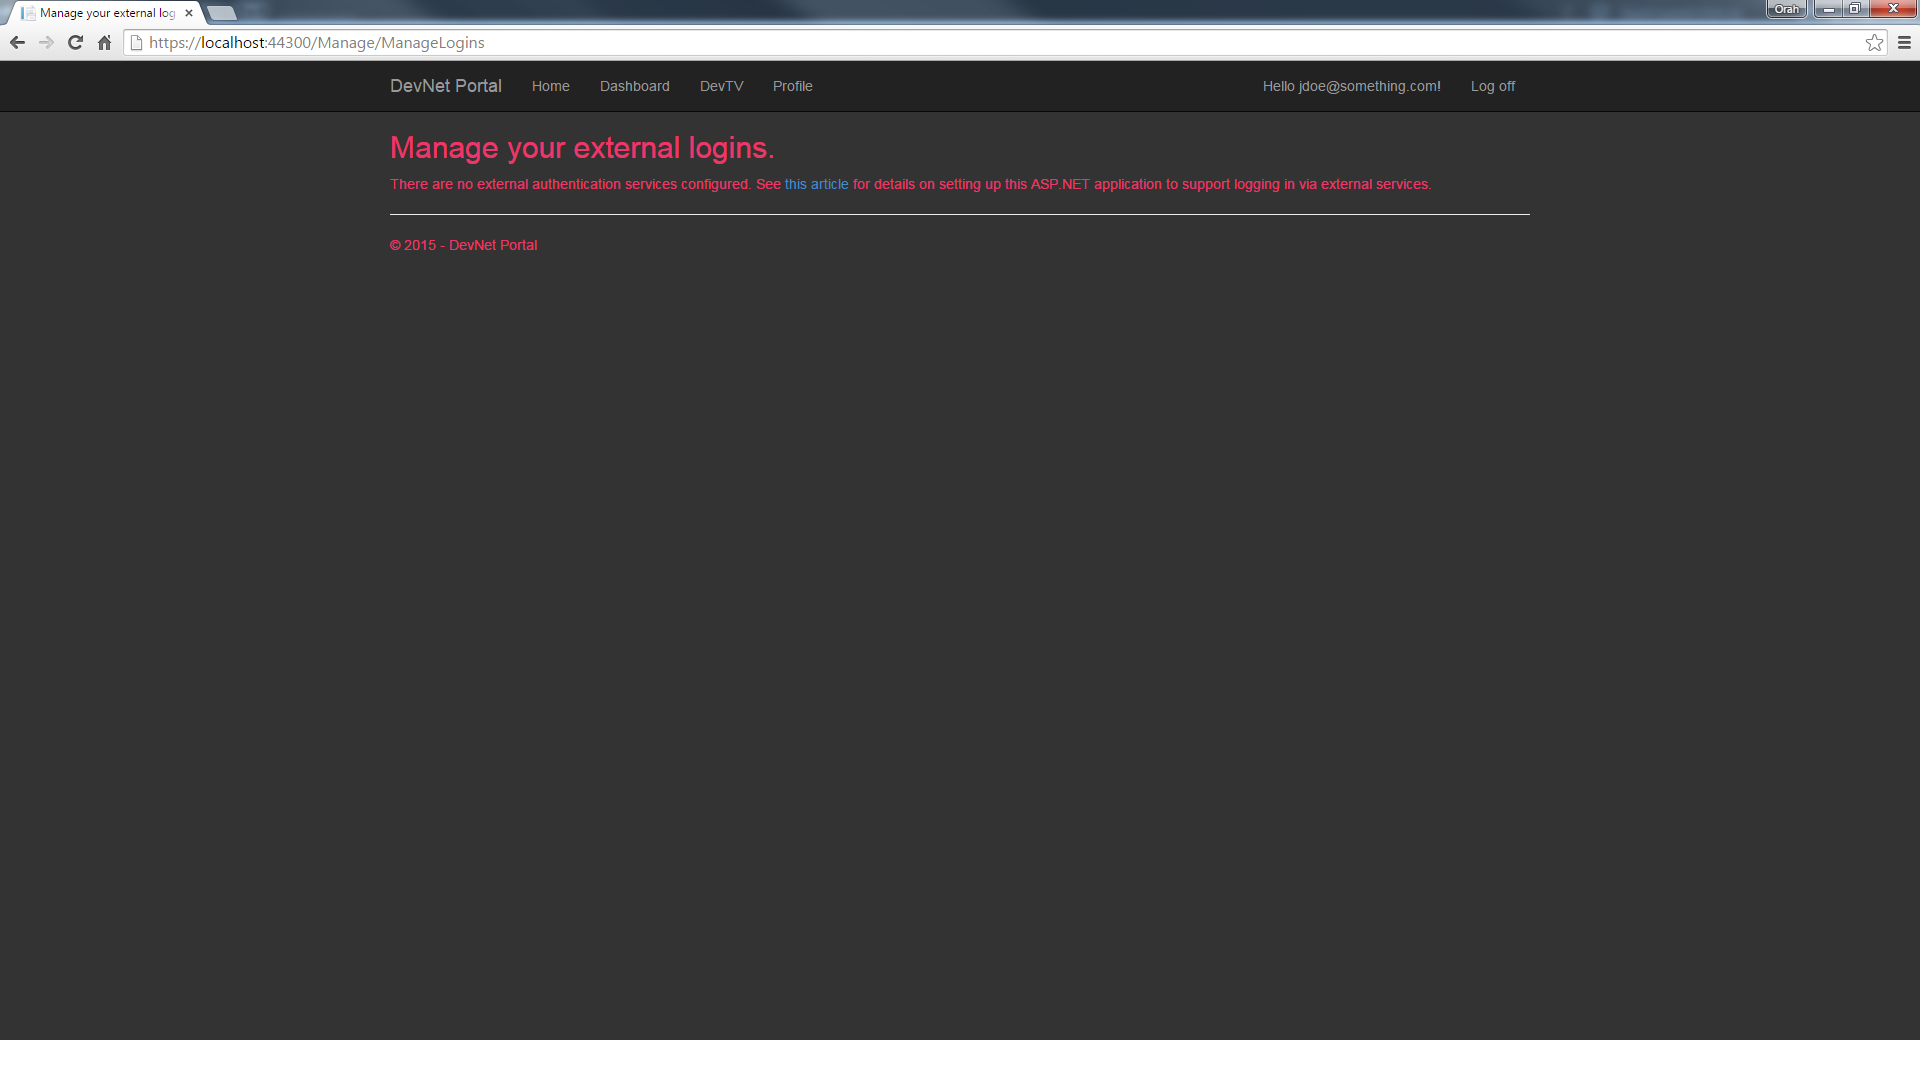 Manage your external log
Orah
https://localhost:44300/Manage/ManageLogins
DevNet Portal Home Dashboard DevTV Profile Hello jdoe@something.com! Log off
Manage your external logins.
There are no external authentication services configured. See this article for details on setting up this ASP.NET application to support logging in via external services.
© 2015 - DevNet Portal